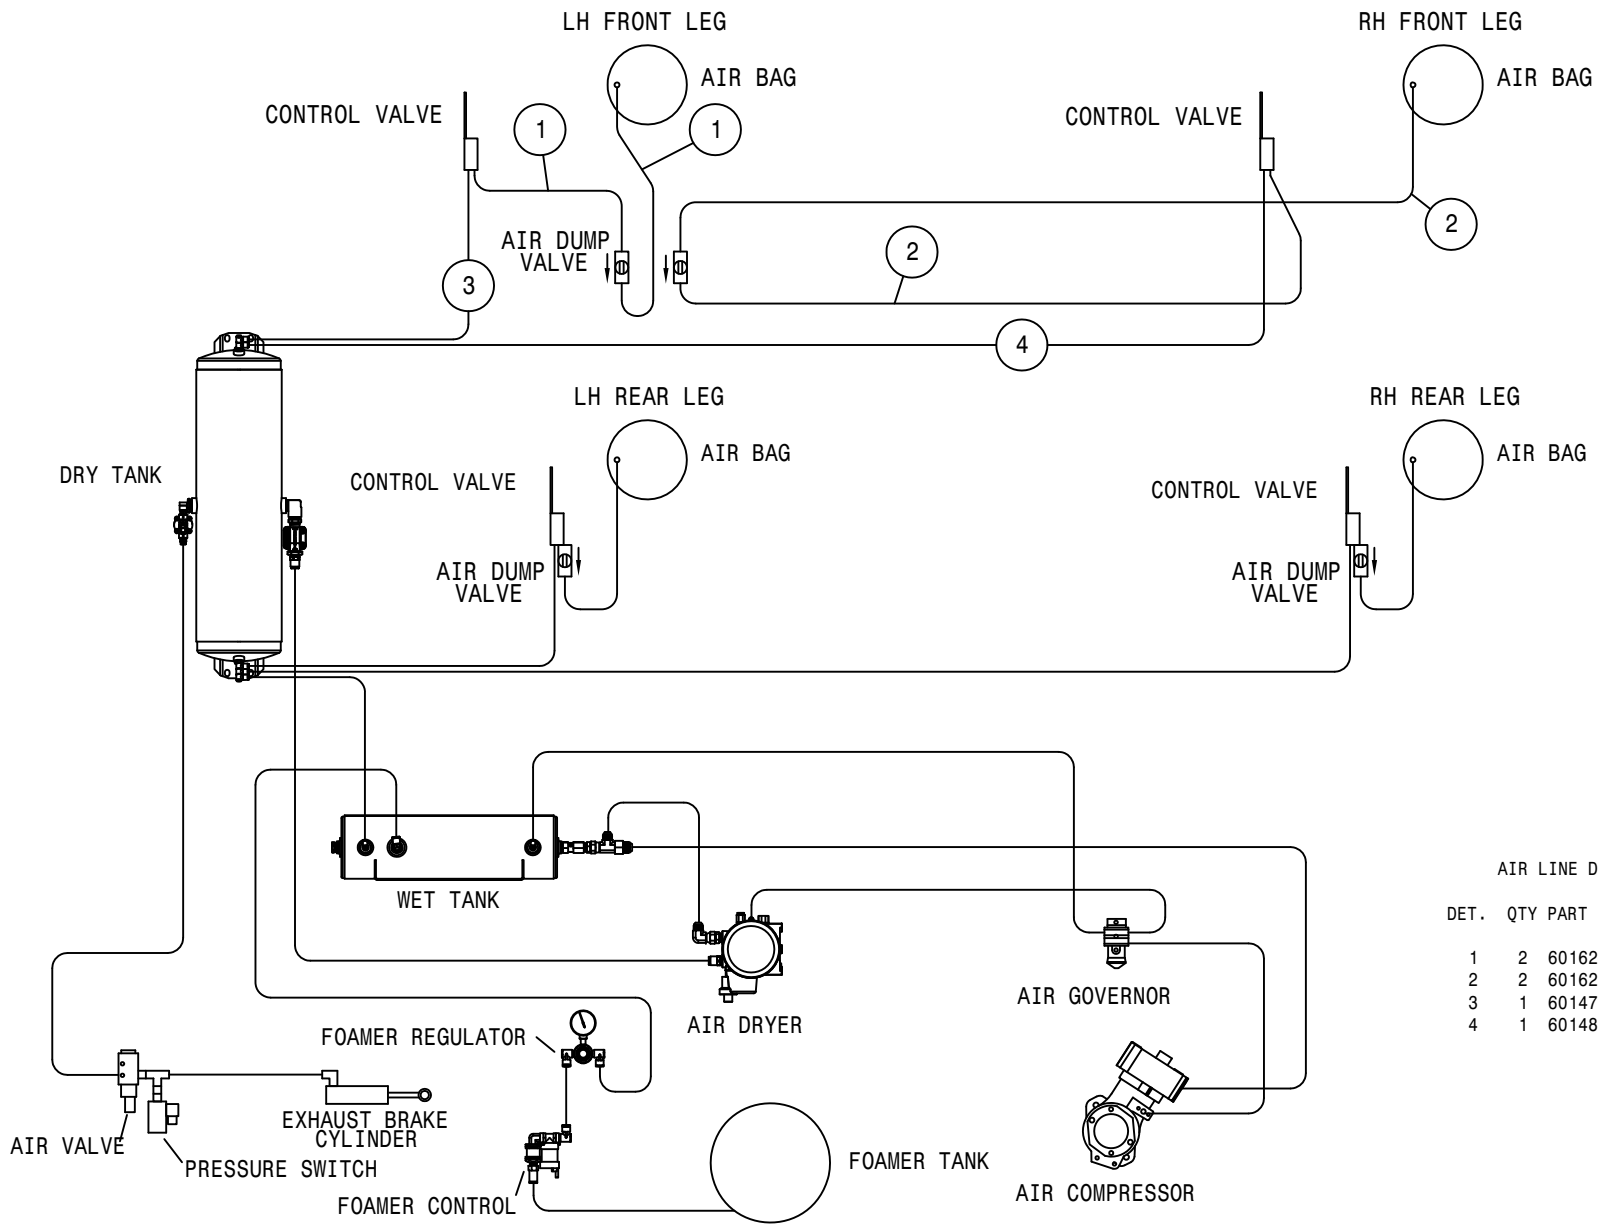 LH FRONT LEG
RH FRONT LEG
AIR BAG
AIR BAG
CONTROL VALVE
CONTROL VALVE
1
1
2
2
AIR DUMP
VALVE
3
4
LH REAR LEG
RH REAR LEG
AIR BAG
AIR BAG
DRY TANK
CONTROL VALVE
CONTROL VALVE
AIR DUMP
VALVE
AIR DUMP
VALVE
WET TANK
AIR LINE D
DET. QTY PART
1 2 60162
2 2 60162
3 1 60147
4 1 60148
AIR GOVERNOR
AIR DRYER
FOAMER REGULATOR
EXHAUST BRAKE
CYLINDER
AIR VALVE
PRESSURE SWITCH
FOAMER CONTROL
FOAMER TANK
AIR COMPRESSOR